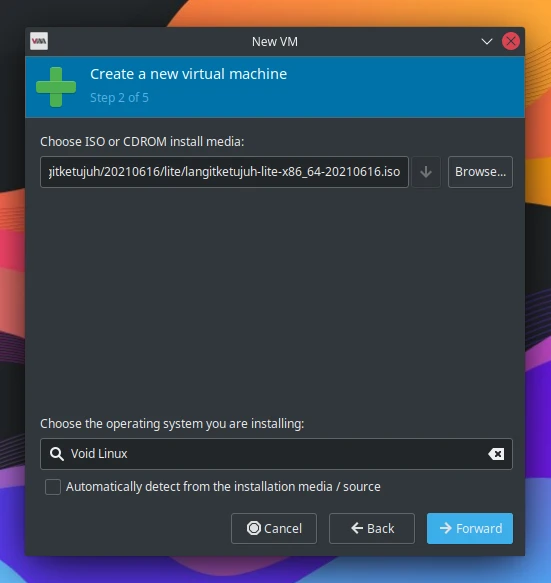 New VM
Create a new virtual machine
Step 2 of 5
Choose ISO or CDROM install media:
gitketujuh/20210616/lite/langitketujuh-lite-x86_64-20210616.iso
Browse...
Choose the operating system you are installing:
Void Linux
Automatically detect from the installation media / source
Cancel
Back
Forward